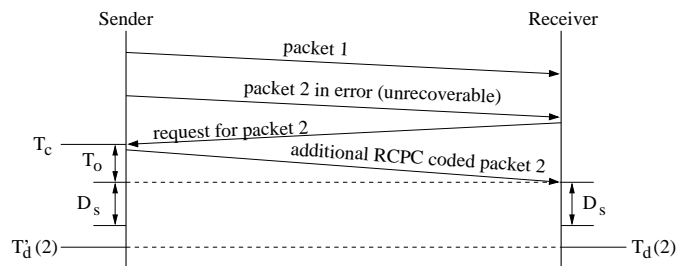 Sender Receiver
packet 1
packet 2 in error (unrecoverable)
request for packet 2
T_c
additional RCPC coded packet 2
T_o
D_s D_s
T'_d(2) T_d(2)